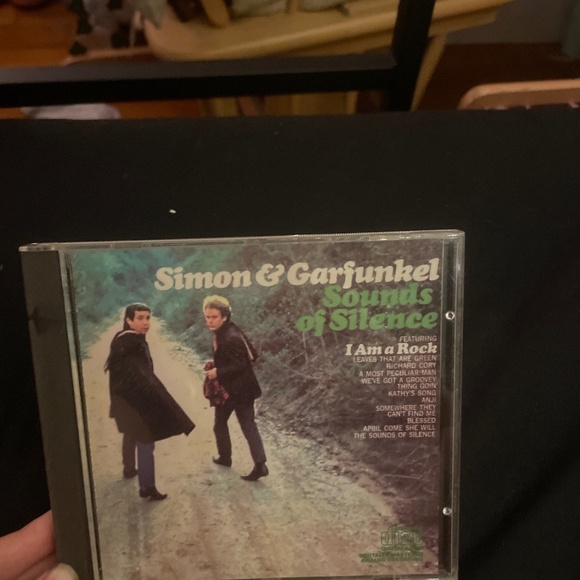 Simon & Garfunkel
Sounds
of Silence
FEATURING
I Am a Rock
LEAVES THAT ARE GREEN
RICHARD CORY
A MOST PECULIAR MAN
WE'VE GOT A GROOVEY
THING GOIN'
KATHY'S SONG
ANJI
SOMEWHERE THEY
CAN'T FIND ME
BLESSED
APRIL COME SHE WILL
THE SOUNDS OF SILENCE